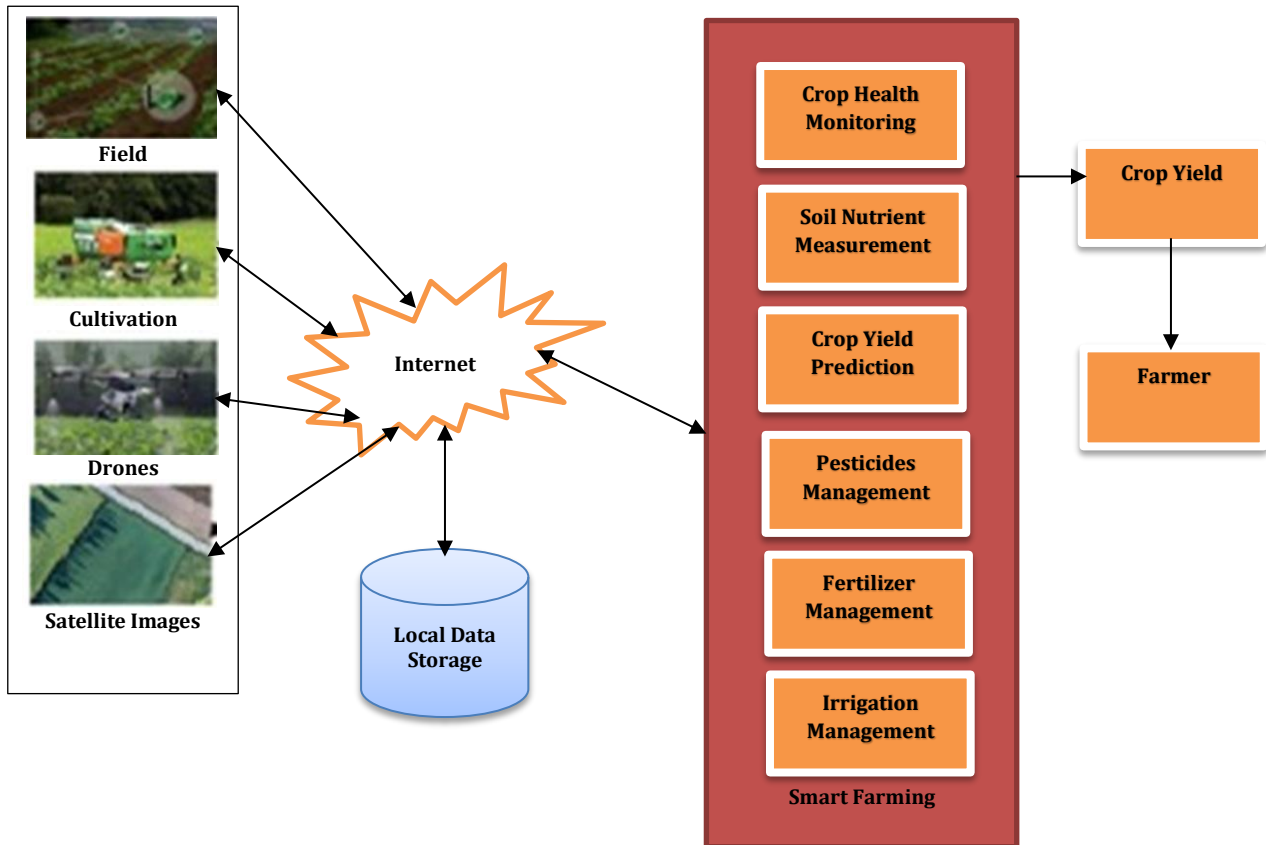 Field
Cultivation
Drones
Satellite Images
Internet
Local Data
Storage
Crop Health
Monitoring
Soil Nutrient
Measurement
Crop Yield
Prediction
Pesticides
Management
Fertilizer
Management
Irrigation
Management
Smart Farming
Crop Yield
Farmer